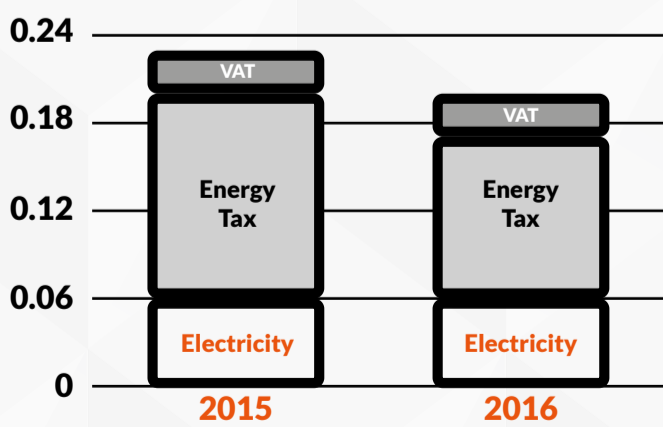 0.24
VAT
0.18
VAT
Energy
Tax
Energy
Tax
0.12
0.06
Electricity
Electricity
0
2015
2016